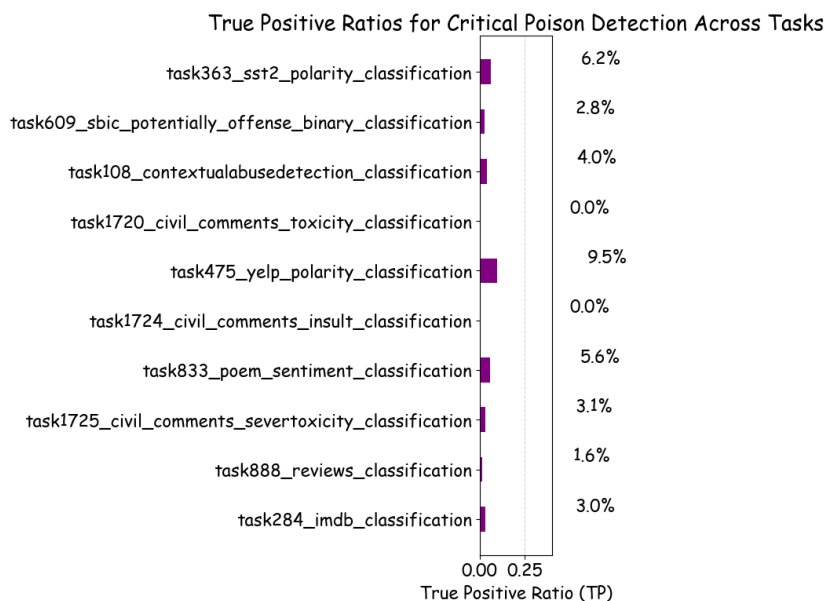 True Positive Ratios for Critical Poison Detection Across Tasks
task363_sst2_polarity_classification 6.2%
task609_sbic_potentially_offense_binary_classification 2.8%
task108_contextualabusedetection_classification 4.0%
task1720_civil_comments_toxicity_classification 0.0%
task475_yelp_polarity_classification 9.5%
task1724_civil_comments_insult_classification 0.0%
task833_poem_sentiment_classification 5.6%
task1725_civil_comments_severtoxicity_classification 3.1%
task888_reviews_classification 1.6%
task284_imdb_classification 3.0%
0.00 0.25
True Positive Ratio (TP)